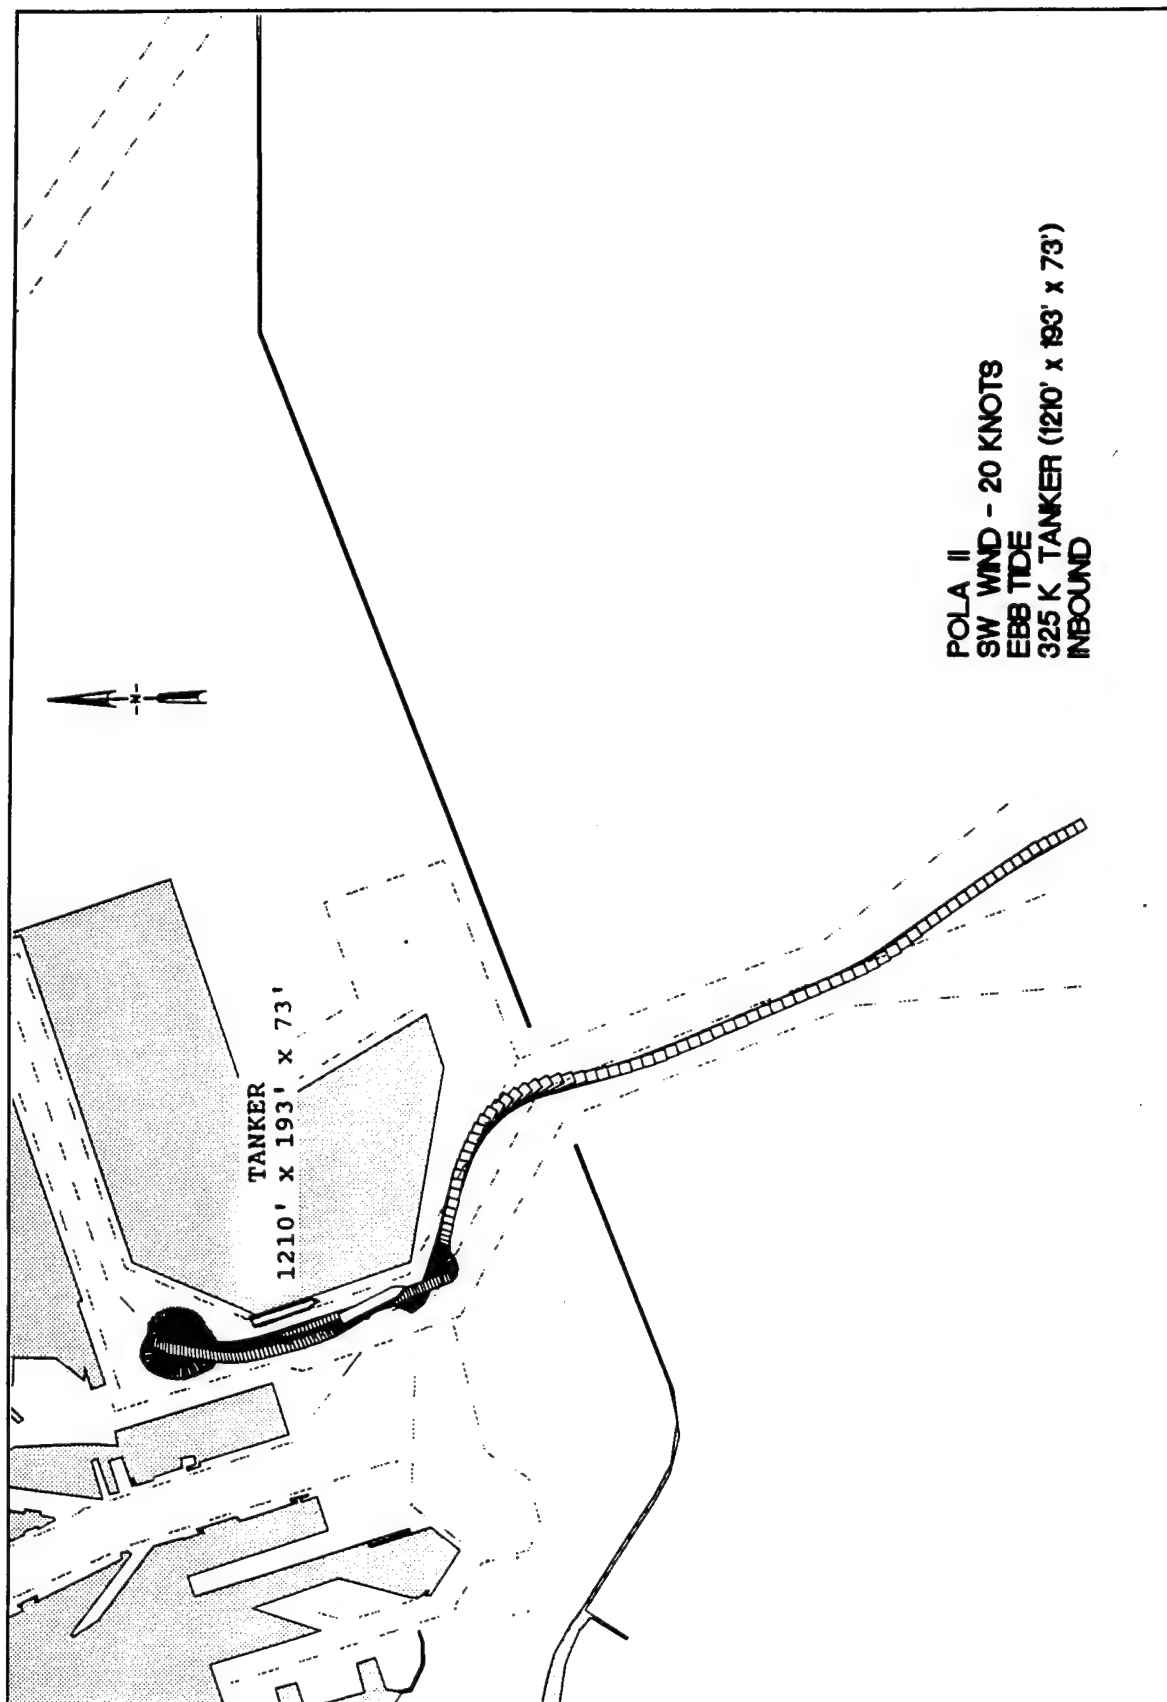 N
TANKER
1210' x 193' x 73'
POLA II
SW WIND - 20 KNOTS
EBB TIDE
325 K TANKER (1210' x 193' x 73')
INBOUND